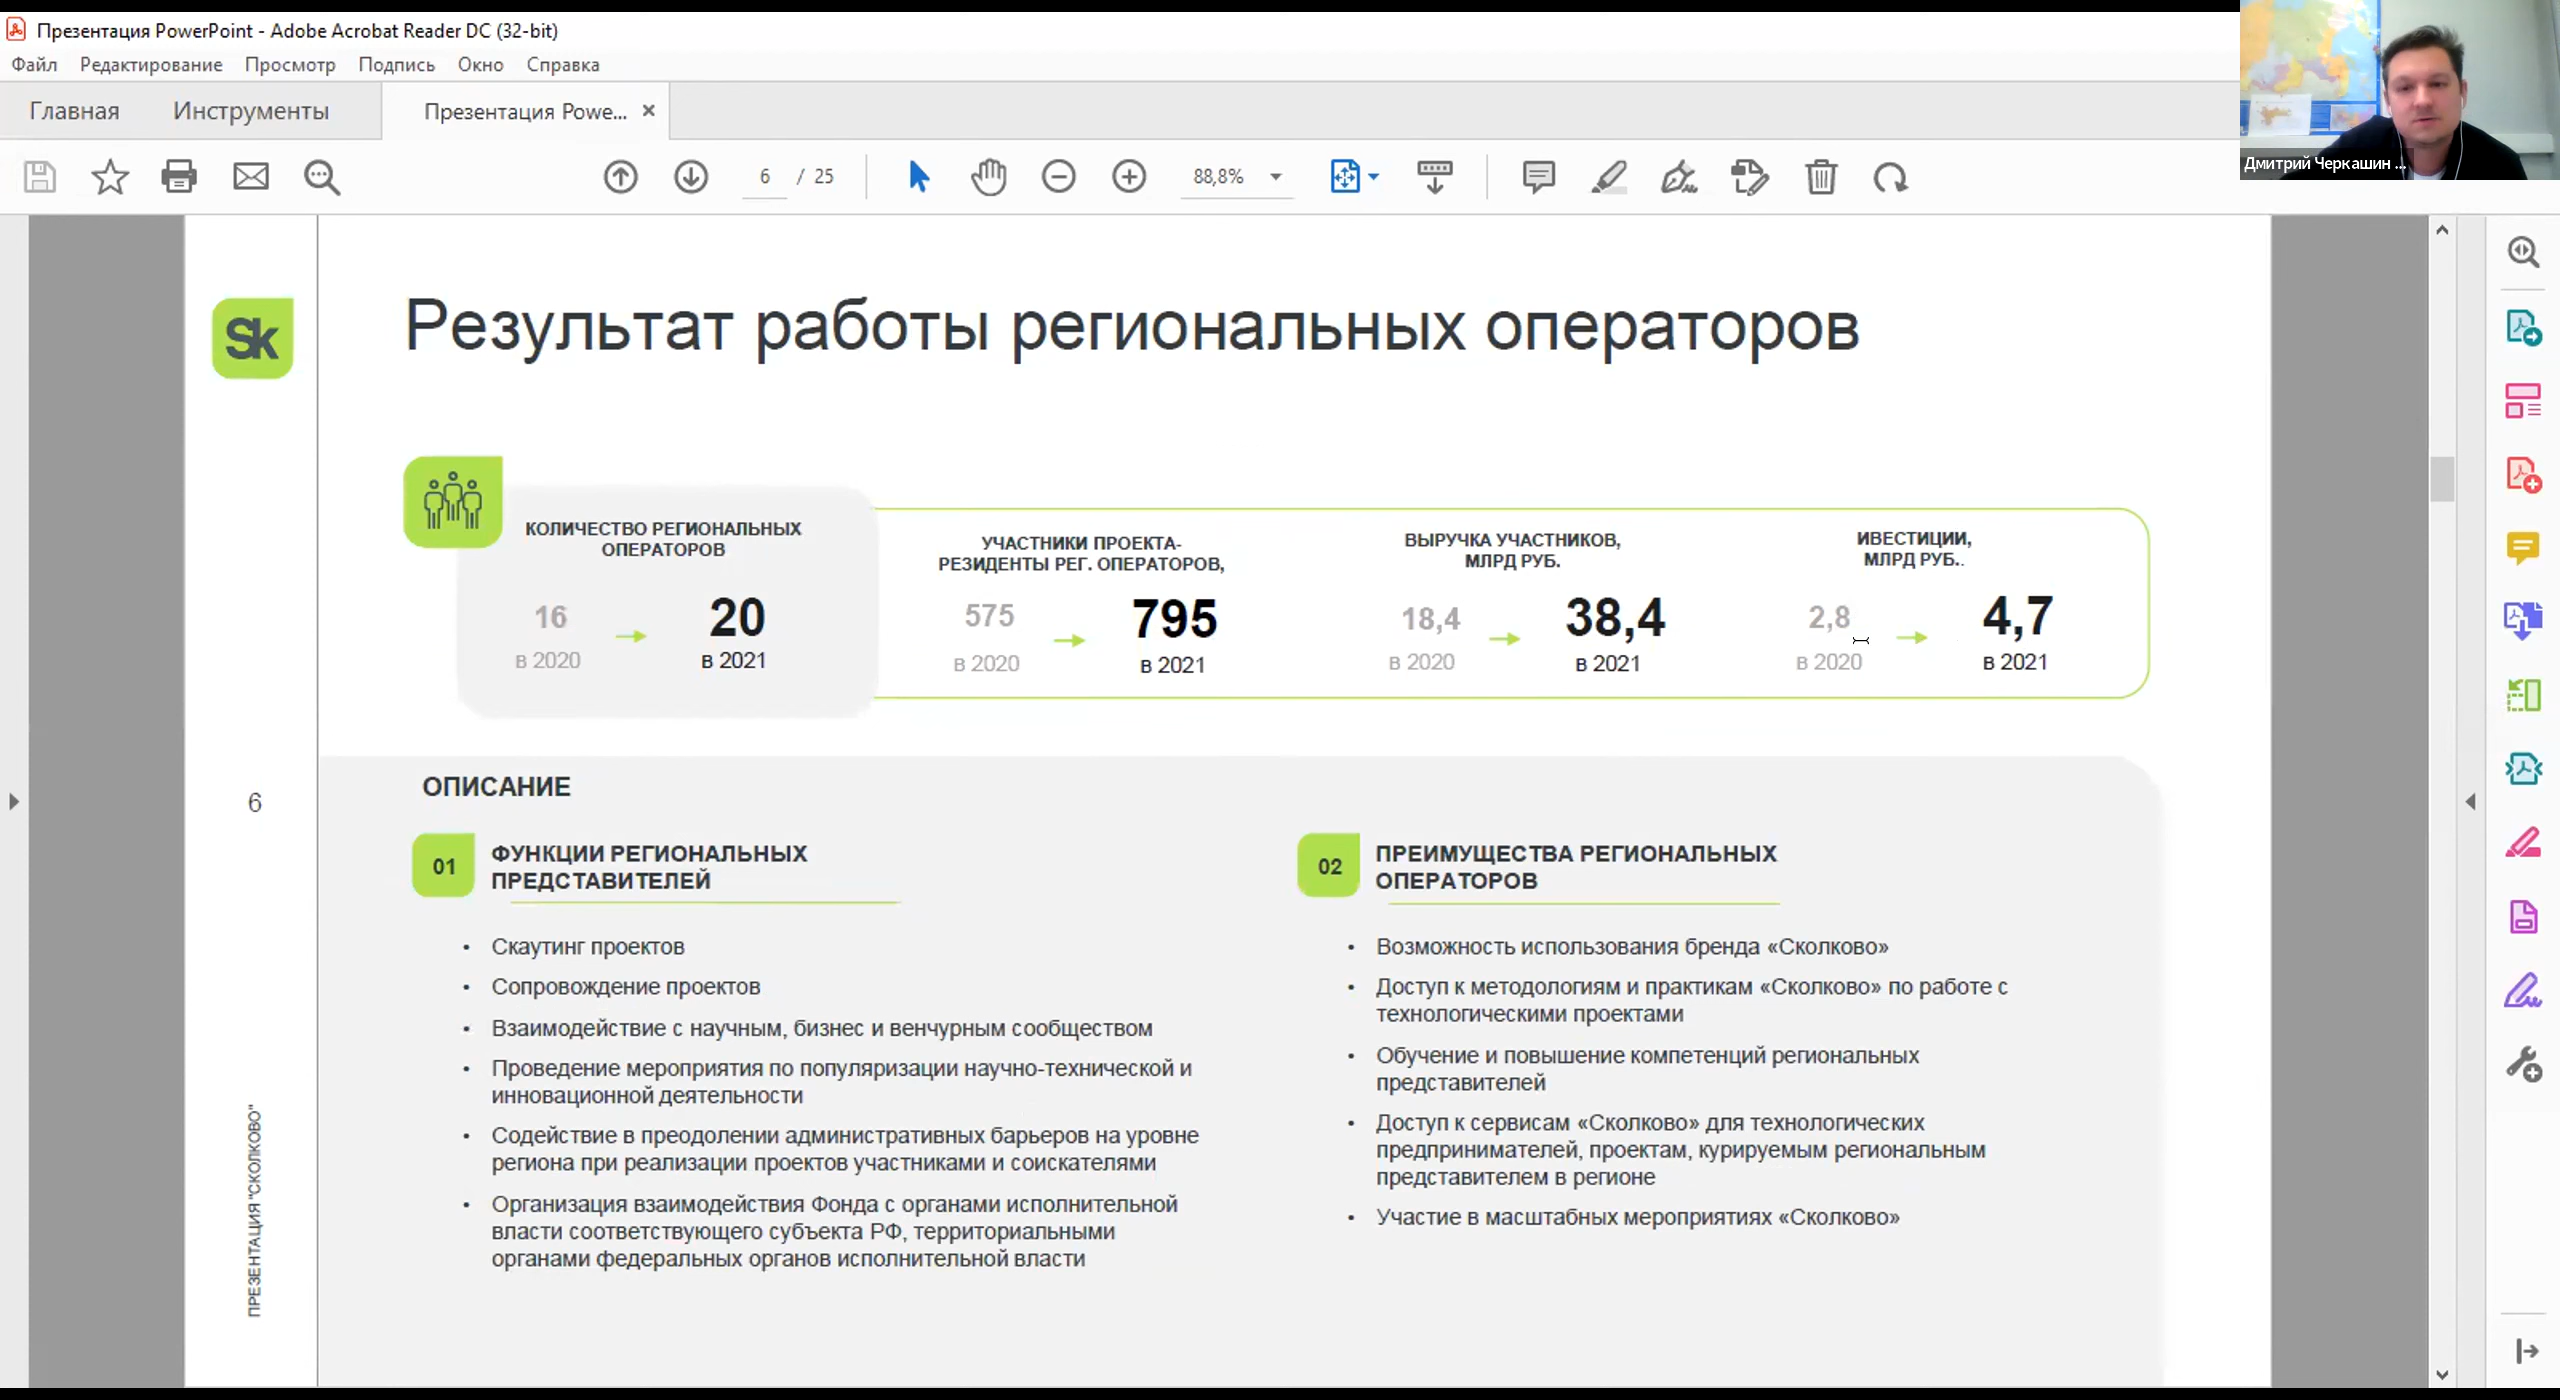 Презентация PowerPoint - Adobe Acrobat Reader DC (32-bit)
Файл Редактирование Просмотр Подпись Окно Справка
Главная Инструменты Презентация Powe... ×
6 / 25 88,8%
Дмитрий Черкашин ...
Sk
Результат работы региональных операторов
КОЛИЧЕСТВО РЕГИОНАЛЬНЫХ
ОПЕРАТОРОВ
16 20
в 2020 в 2021
УЧАСТНИКИ ПРОЕКТА-
РЕЗИДЕНТЫ РЕГ. ОПЕРАТОРОВ,
575 795
в 2020 в 2021
ВЫРУЧКА УЧАСТНИКОВ,
МЛРД РУБ.
18,4 38,4
в 2020 в 2021
ИВЕСТИЦИИ,
МЛРД РУБ..
2,8 4,7
в 2020 в 2021
6
ПРЕЗЕНТАЦИЯ "СКОЛКОВО"
ОПИСАНИЕ
01 ФУНКЦИИ РЕГИОНАЛЬНЫХ
ПРЕДСТАВИТЕЛЕЙ
• Скаутинг проектов
• Сопровождение проектов
• Взаимодействие с научным, бизнес и венчурным сообществом
• Проведение мероприятия по популяризации научно-технической и
инновационной деятельности
• Содействие в преодолении административных барьеров на уровне
региона при реализации проектов участниками и соискателями
• Организация взаимодействия Фонда с органами исполнительной
власти соответствующего субъекта РФ, территориальными
органами федеральных органов исполнительной власти
02 ПРЕИМУЩЕСТВА РЕГИОНАЛЬНЫХ
ОПЕРАТОРОВ
• Возможность использования бренда «Сколково»
• Доступ к методологиям и практикам «Сколково» по работе с
технологическими проектами
• Обучение и повышение компетенций региональных
представителей
• Доступ к сервисам «Сколково» для технологических
предпринимателей, проектам, курируемым региональным
представителем в регионе
• Участие в масштабных мероприятиях «Сколково»